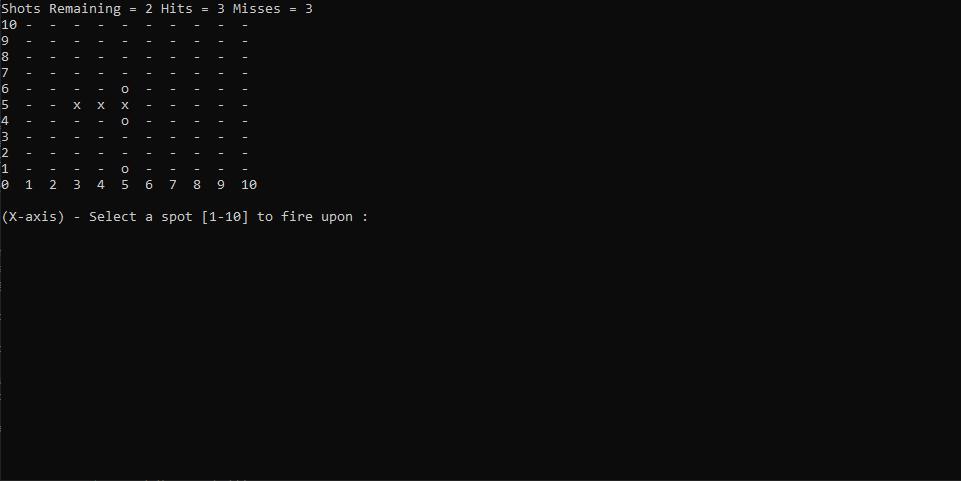 Shots Remaining = 2 Hits = 3 Misses = 3
10 - - - - - - - - - -
9 - - - - - - - - - -
8 - - - - - - - - - -
7 - - - - - - - - - -
6 - - - - o - - - - -
5 - - x x x - - - - -
4 - - - - o - - - - -
3 - - - - - - - - - -
2 - - - - - - - - - -
1 - - - - o - - - - -
0 1 2 3 4 5 6 7 8 9 10
(X-axis) - Select a spot [1-10] to fire upon :